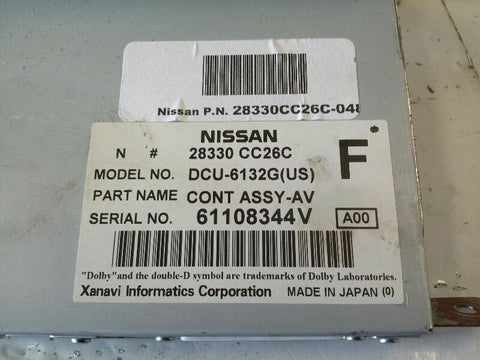 Nissan P.N. 28330CC26C-048
NISSAN
N # 28330 CC26C
F
MODEL NO. DCU-6132G(US)
PART NAME CONT ASSY-AV
SERIAL NO. 61108344V A00
"Dolby"and the double-D symbol are trademarks of Dolby Laboratories.
Xanavi Informatics Corporation MADE IN JAPAN (0)